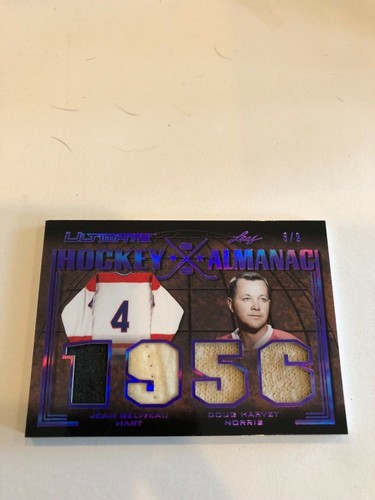 ULTIMATE Leaf 6/9
HOCKEY ALMANAC
4
1956
JEAN BELIVEAU DOUG HARVEY
HART NORRIS